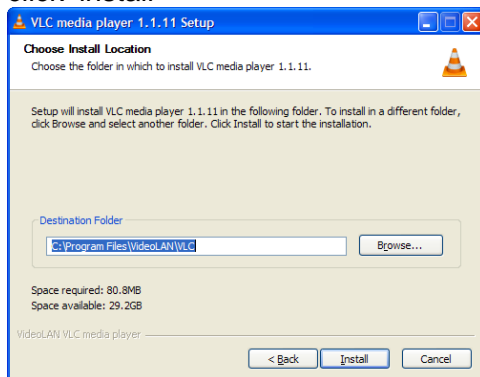 VLC media player 1.1.11 Setup
Choose Install Location
Choose the folder in which to install VLC media player 1.1.11.
Setup will install VLC media player 1.1.11 in the following folder. To install in a different folder,
click Browse and select another folder. Click Install to start the installation.
Destination Folder
C:\Program Files\VideoLAN\VLC
Browse...
Space required: 80.8MB
Space available: 29.2GB
VideoLAN VLC media player
< Back
Install
Cancel